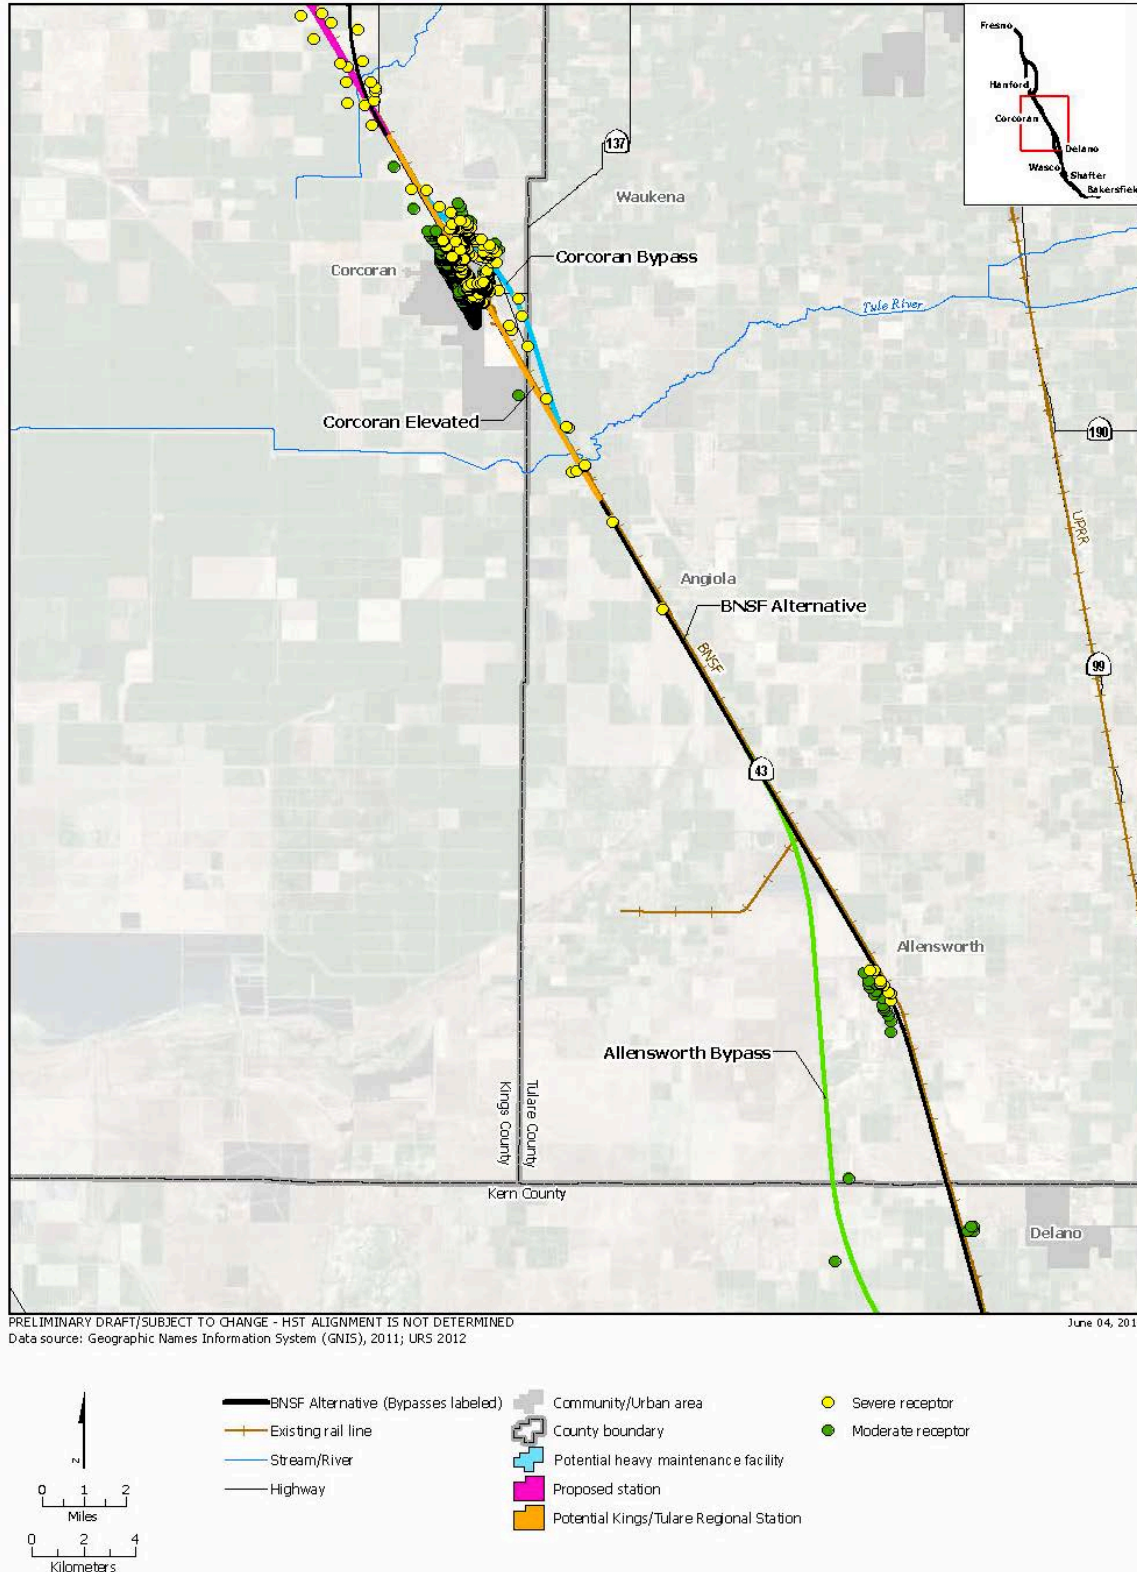 Fresno
Hanford
Corcoran
Delano
Wasco
Shafter
Bakersfield
137
Waukena
Corcoran Bypass
Corcoran
Tule River
Corcoran Elevated
190
UPRR
Angiola
BNSF Alternative
BNSF
99
43
Allensworth
Allensworth Bypass
Kings County
Tulare County
Kern County
Delano
PRELIMINARY DRAFT/SUBJECT TO CHANGE - HST ALIGNMENT IS NOT DETERMINED
June 04, 201
Data source: Geographic Names Information System (GNIS), 2011; URS 2012
BNSF Alternative (Bypasses labeled)
Existing rail line
Stream/River
Highway
Community/Urban area
County boundary
Potential heavy maintenance facility
Proposed station
Potential Kings/Tulare Regional Station
Severe receptor
Moderate receptor
N
0 1 2
Miles
0 2 4
Kilometers